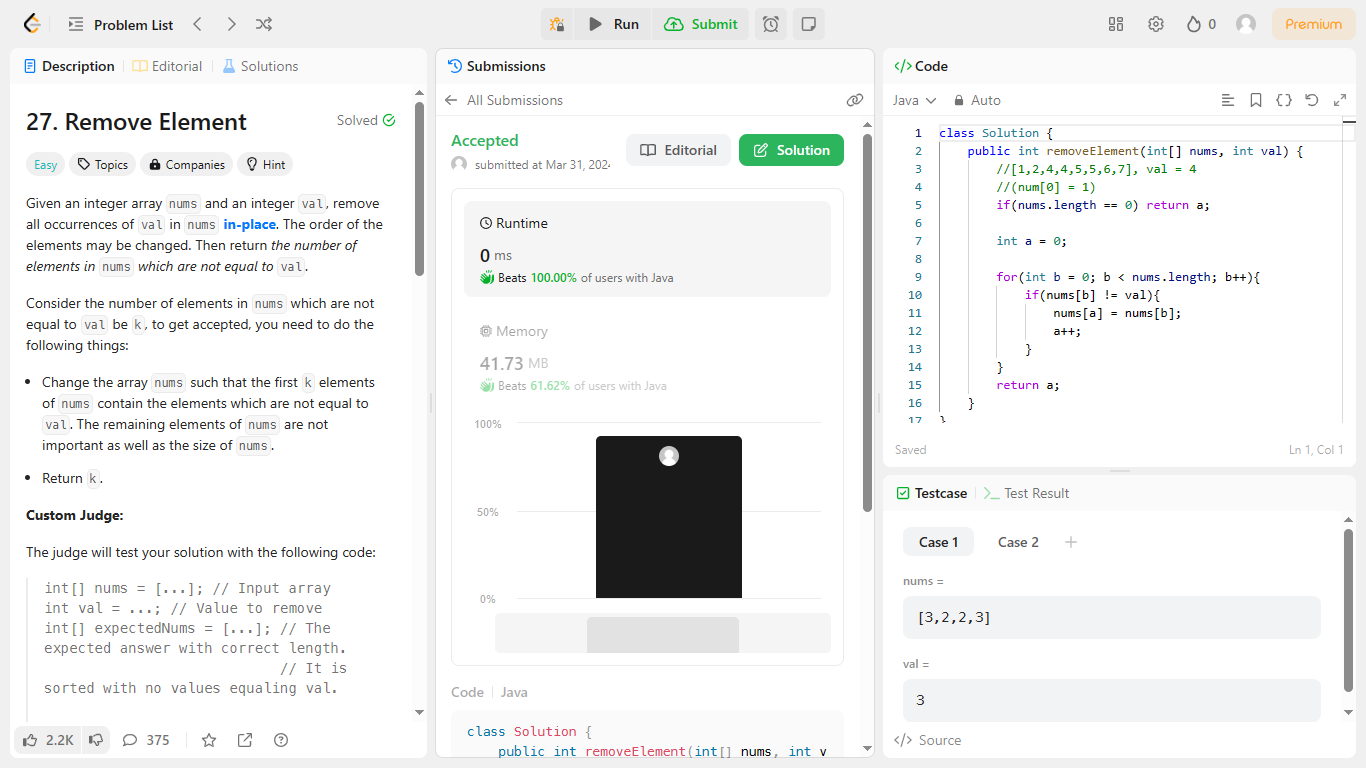 Problem List
Run
Submit
0
Premium
Description
Editorial
Solutions
27. Remove Element
Solved
Easy
Topics
Companies
Hint
Given an integer array nums and an integer val, remove
all occurrences of val in nums in-place. The order of the
elements may be changed. Then return the number of
elements in nums which are not equal to val.
Consider the number of elements in nums which are not
equal to val be k, to get accepted, you need to do the
following things:
• Change the array nums such that the first k elements
of nums contain the elements which are not equal to
val. The remaining elements of nums are not
important as well as the size of nums.
• Return k.
Custom Judge:
The judge will test your solution with the following code:
int[] nums = [...]; // Input array
int val = ...; // Value to remove
int[] expectedNums = [...]; // The
expected answer with correct length.
// It is
sorted with no values equaling val.
2.2K
375
Submissions
All Submissions
Accepted
submitted at Mar 31, 202
Editorial
Solution
Runtime
0 ms
Beats 100.00% of users with Java
Memory
41.73 MB
Beats 61.62% of users with Java
100%
50%
0%
Code
Java
class Solution {
public int removeElement(int[] nums, int v
Code
Java
Auto
1 class Solution {
2 public int removeElement(int[] nums, int val) {
3 //[1,2,4,4,5,5,6,7], val = 4
4 //(num[0] = 1)
5 if(nums.length == 0) return a;
6
7 int a = 0;
8
9 for(int b = 0; b < nums.length; b++){
10 if(nums[b] != val){
11 nums[a] = nums[b];
12 a++;
13 }
14 }
15 return a;
16 }
17 }
Saved
Ln 1, Col 1
Testcase
Test Result
Case 1
Case 2
nums =
[3,2,2,3]
val =
3
Source